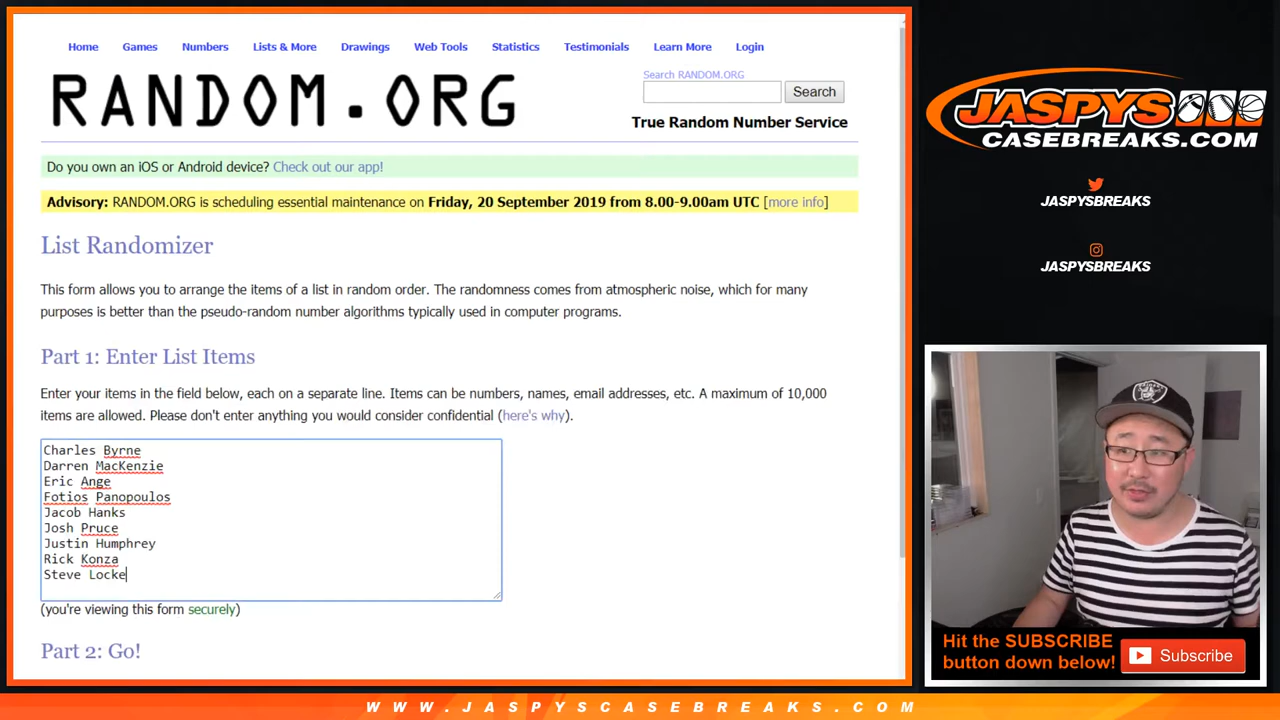 Home Games Numbers Lists & More Drawings Web Tools Statistics Testimonials Learn More Login
RANDOM.ORG
Search RANDOM.ORG
Search
True Random Number Service
Do you own an iOS or Android device? Check out our app!
Advisory: RANDOM.ORG is scheduling essential maintenance on Friday, 20 September 2019 from 8.00-9.00am UTC [more info]
List Randomizer
This form allows you to arrange the items of a list in random order. The randomness comes from atmospheric noise, which for many
purposes is better than the pseudo-random number algorithms typically used in computer programs.
Part 1: Enter List Items
Enter your items in the field below, each on a separate line. Items can be numbers, names, email addresses, etc. A maximum of 10,000
items are allowed. Please don't enter anything you would consider confidential (here's why).
Charles Byrne
Darren MacKenzie
Eric Ange
Fotios Panopoulos
Jacob Hanks
Josh Pruce
Justin Humphrey
Rick Konza
Steve Locke
(you're viewing this form securely)
Part 2: Go!
JASPYS
CASEBREAKS.COM
JASPYSBREAKS
JASPYSBREAKS
Hit the SUBSCRIBE
button down below!
Subscribe
WWW.JASPYSCASEBREAKS.COM